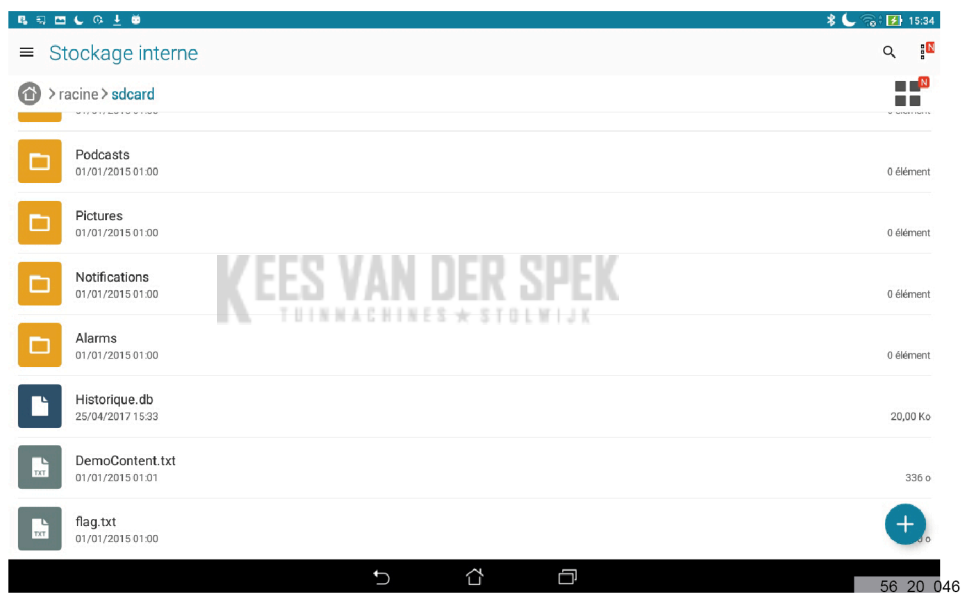 15:34
Stockage interne
N
racine > sdcard
N
Podcasts
01/01/2015 01:00
0 élément
Pictures
01/01/2015 01:00
0 élément
Notifications
01/01/2015 01:00
0 élément
KEES VAN DER SPEK
TUINMACHINES ★ STOLWIJK
Alarms
01/01/2015 01:00
0 élément
Historique.db
25/04/2017 15:33
20,00 Ko
DemoContent.txt
01/01/2015 01:01
336 o
TXT
flag.txt
01/01/2015 01:00
o
TXT
56_20_046